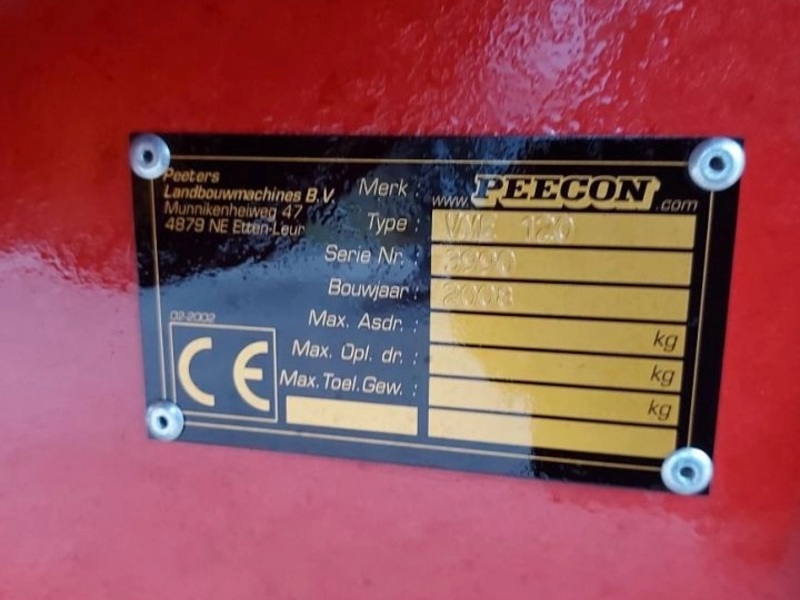 Peeters
Landbouwmachines B.V.
Munnikenheiweg 47
4879 NE Etten-Leur
Merk : www.PEECON.com
Type : 120
Serie Nr. : 3990
Bouwjaar : 2008
Max. Asdr. : kg
Max. Opl. dr. : kg
Max. Toel. Gew. : kg
02-2002
CE